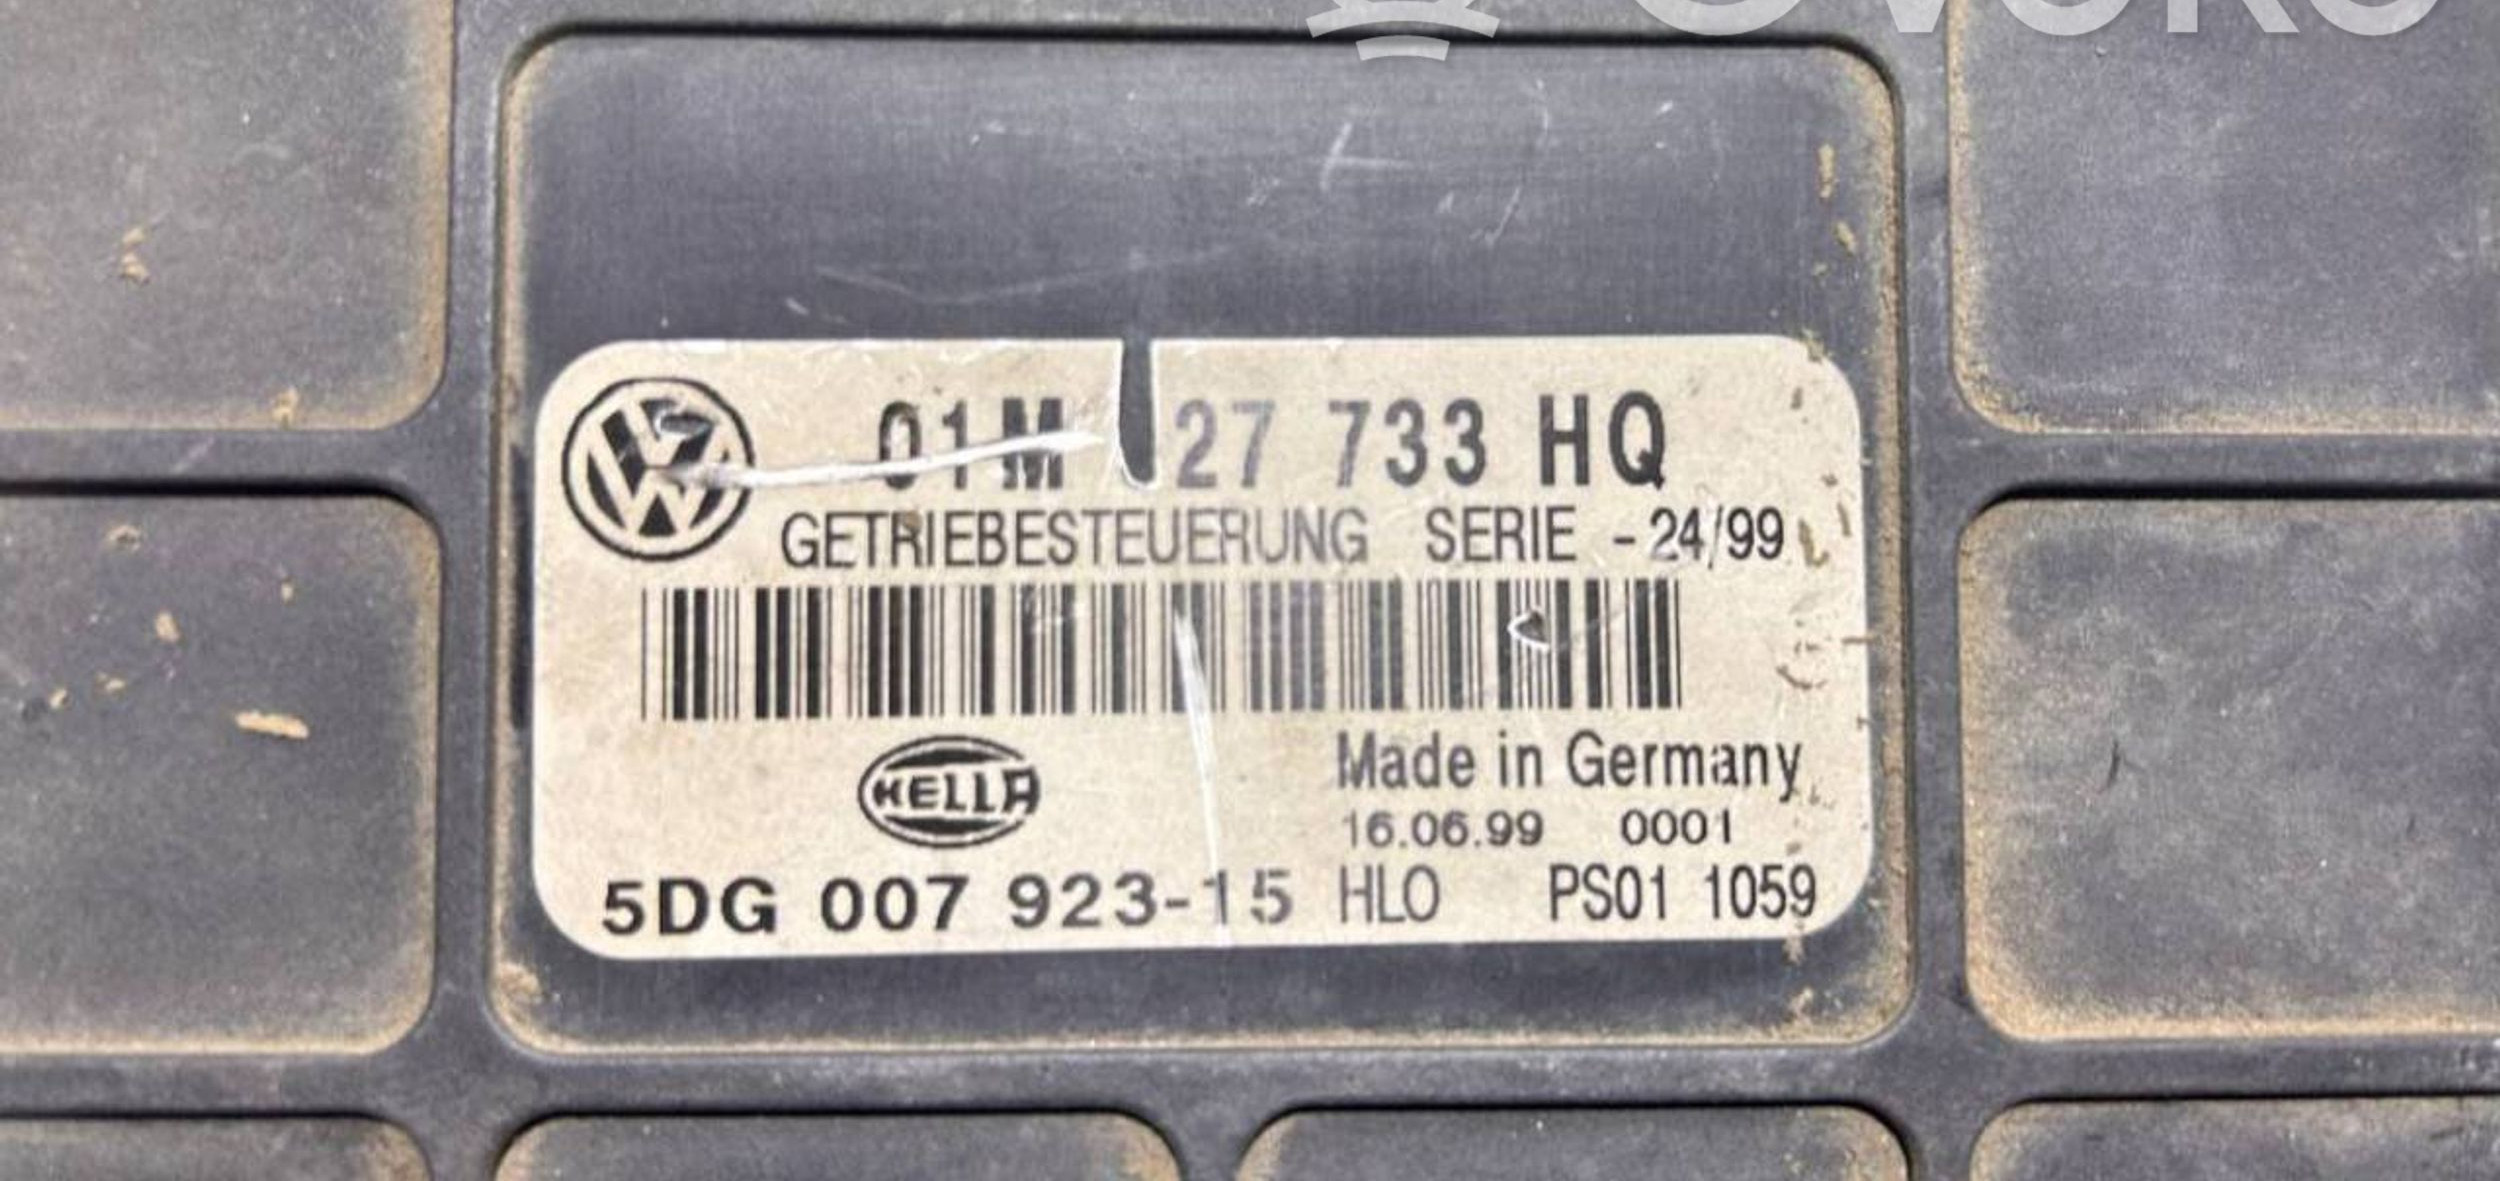 01M 27 733 HQ
GETRIEBESTEUERUNG SERIE -24/99
HELLA
Made in Germany
16.06.99 0001
5DG 007 923-15 HLO PS01 1059